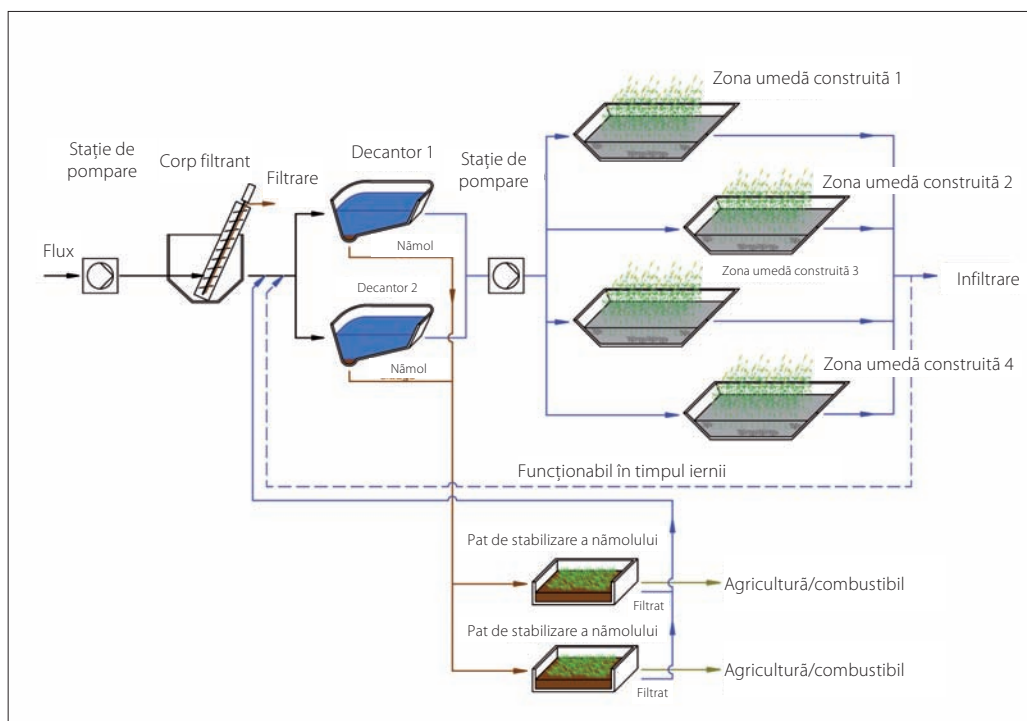 Zona umedă construită 1
Stație de
pompare
Corp filtrant
Filtrare
Decantor 1
Stație de
pompare
Zona umedă construită 2
Flux
Nămol
Zona umedă construită 3
Infiltrare
Decantor 2
Nămol
Zona umedă construită 4
Funcționabil în timpul iernii
Pat de stabilizare a nămolului
Agricultură/combustibil
Filtrat
Pat de stabilizare a nămolului
Agricultură/combustibil
Filtrat